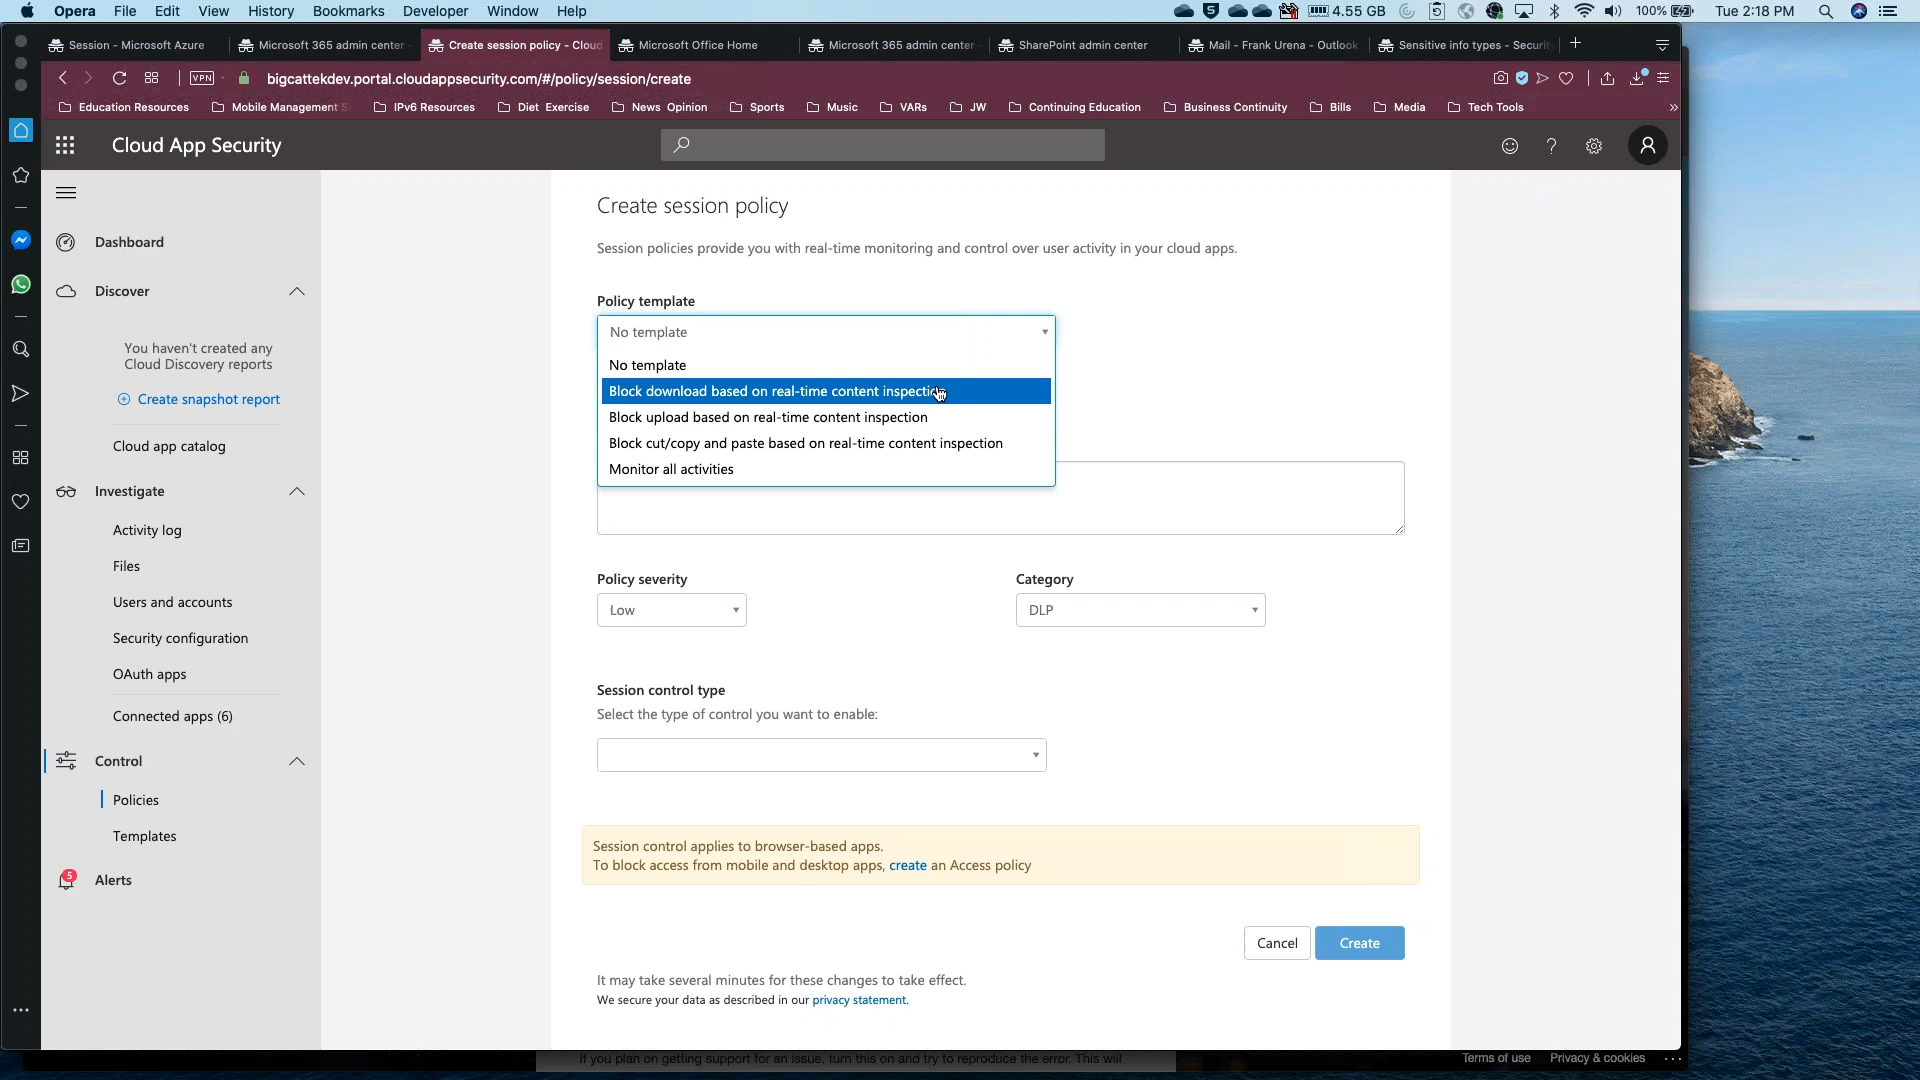 Opera File Edit View History Bookmarks Developer Window Help 4.55 GB 100% Tue 2:18 PM
Session - Microsoft Azure
Microsoft 365 admin center
Create session policy - Cloud
Microsoft Office Home
Microsoft 365 admin center
SharePoint admin center
Mail - Frank Urena - Outlook
Sensitive info types - Securit
VPN
bigcattekdev.portal.cloudappsecurity.com/#/policy/session/create
Education Resources
Mobile Management S
IPv6 Resources
Diet Exercise
News Opinion
Sports
Music
VARs
JW
Continuing Education
Business Continuity
Bills
Media
Tech Tools
Cloud App Security
Dashboard
Discover
You haven't created any
Cloud Discovery reports
Create snapshot report
Cloud app catalog
Investigate
Activity log
Files
Users and accounts
Security configuration
OAuth apps
Connected apps (6)
Control
Policies
Templates
5
Alerts
Create session policy
Session policies provide you with real-time monitoring and control over user activity in your cloud apps.
Policy template
No template
No template
Block download based on real-time content inspection
Block upload based on real-time content inspection
Block cut/copy and paste based on real-time content inspection
Monitor all activities
Policy severity
Low
Category
DLP
Session control type
Select the type of control you want to enable:
Session control applies to browser-based apps.
To block access from mobile and desktop apps, create an Access policy
Cancel
Create
It may take several minutes for these changes to take effect.
We secure your data as described in our privacy statement.
If you plan on getting support for an issue, turn this on and try to reproduce the error. This will
Terms of use Privacy & cookies